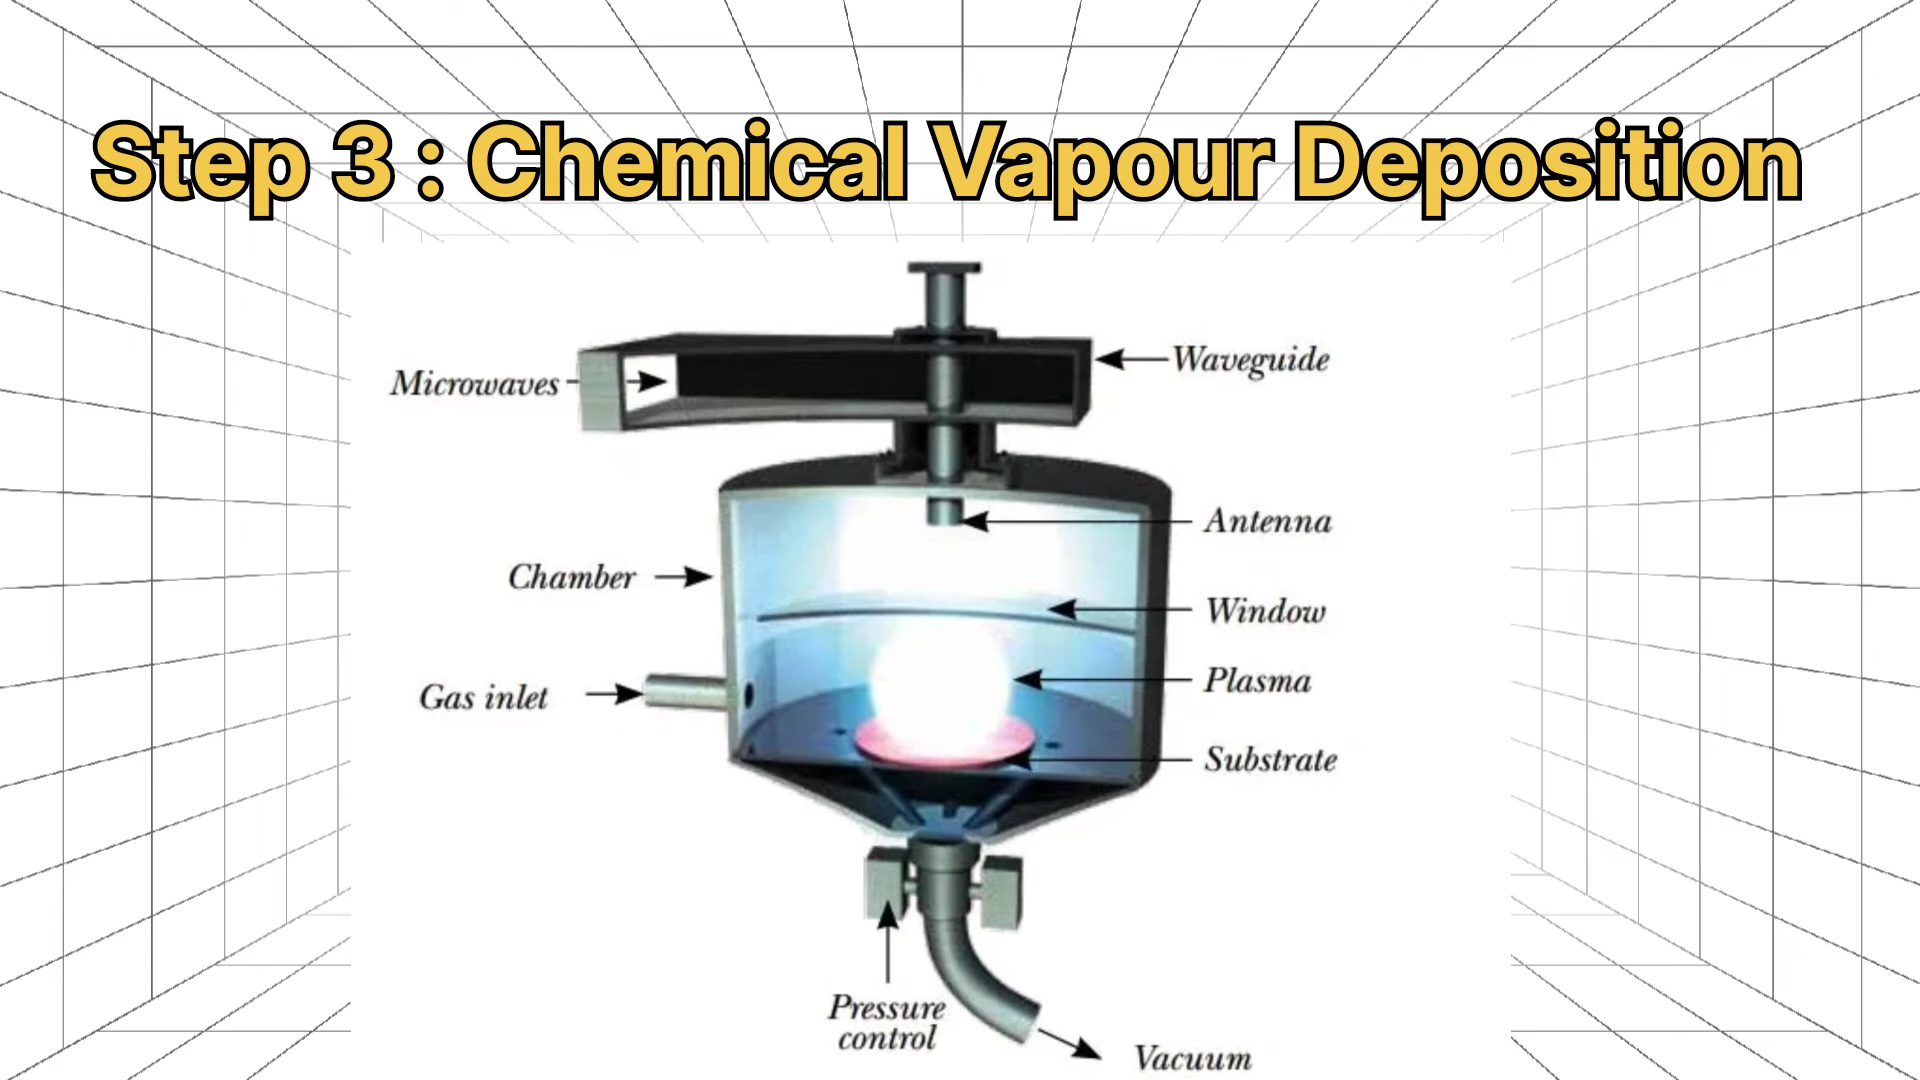 Step 3 : Chemical Vapour Deposition
Waveguide
Microwaves
Antenna
Chamber
Window
Plasma
Gas inlet
Substrate
Pressure
control
Vacuum